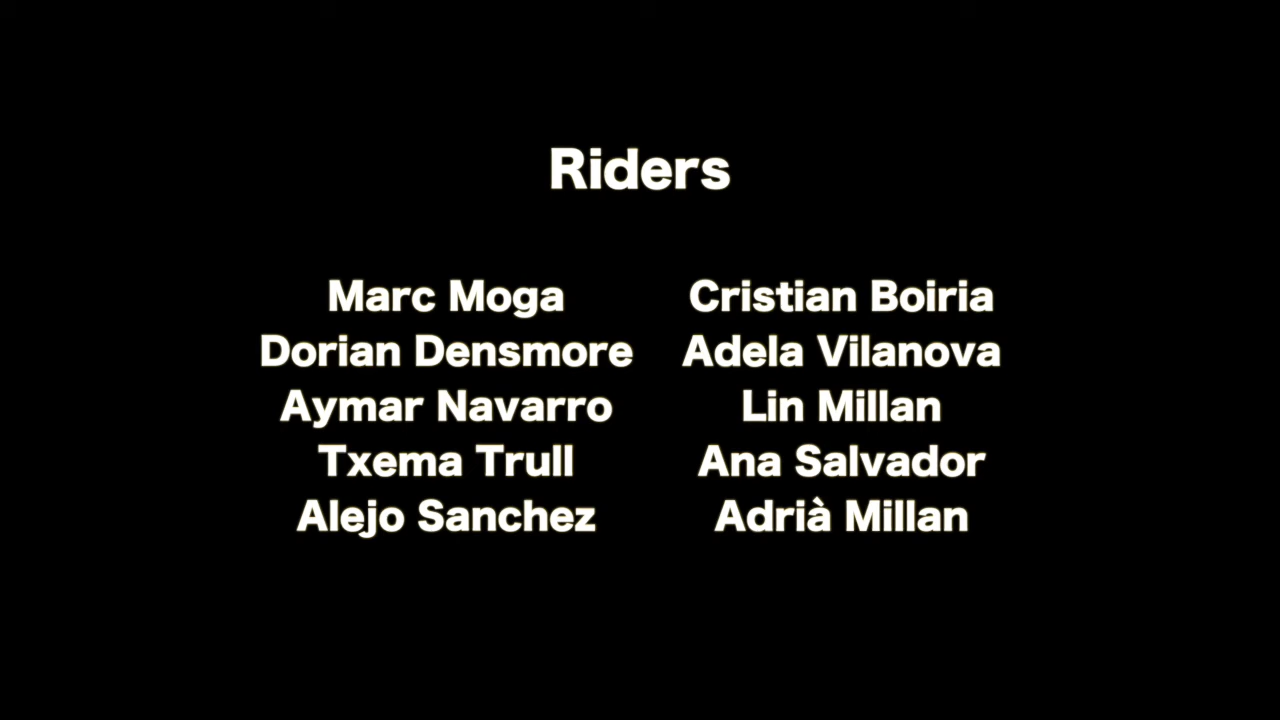 Riders
Marc Moga
Dorian Densmore
Aymar Navarro
Txema Trull
Alejo Sanchez
Cristian Boiria
Adela Vilanova
Lin Millan
Ana Salvador
Adrià Millan